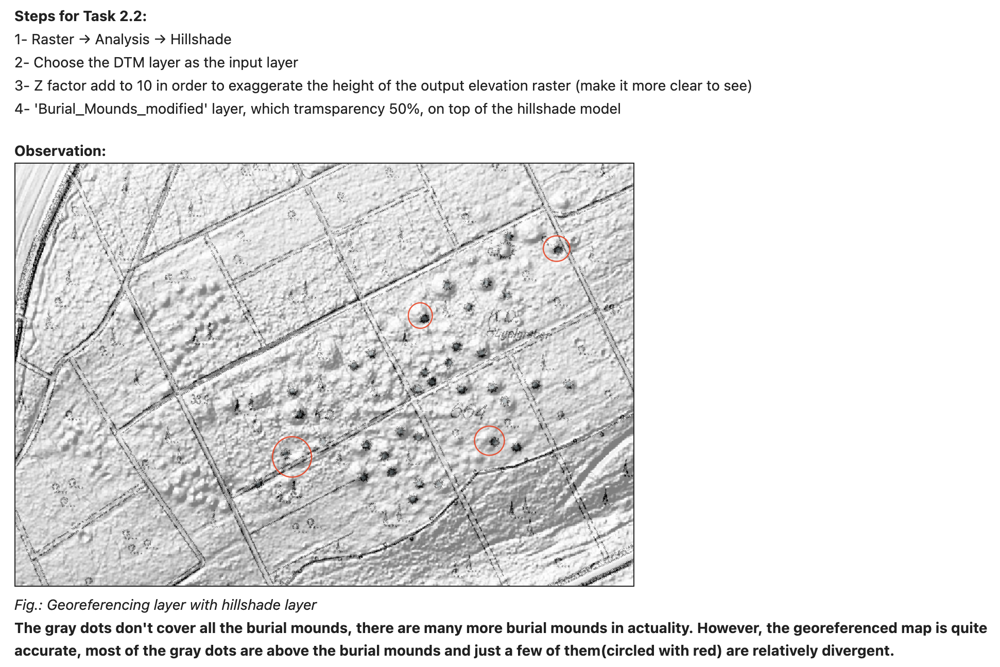 Steps for Task 2.2:
1- Raster → Analysis → Hillshade
2- Choose the DTM layer as the input layer
3- Z factor add to 10 in order to exaggerate the height of the output elevation raster (make it more clear to see)
4- 'Burial_Mounds_modified' layer, which tramsparency 50%, on top of the hillshade model
Observation:
664
Fig.: Georeferencing layer with hillshade layer
The gray dots don't cover all the burial mounds, there are many more burial mounds in actuality. However, the georeferenced map is quite
accurate, most of the gray dots are above the burial mounds and just a few of them(circled with red) are relatively divergent.